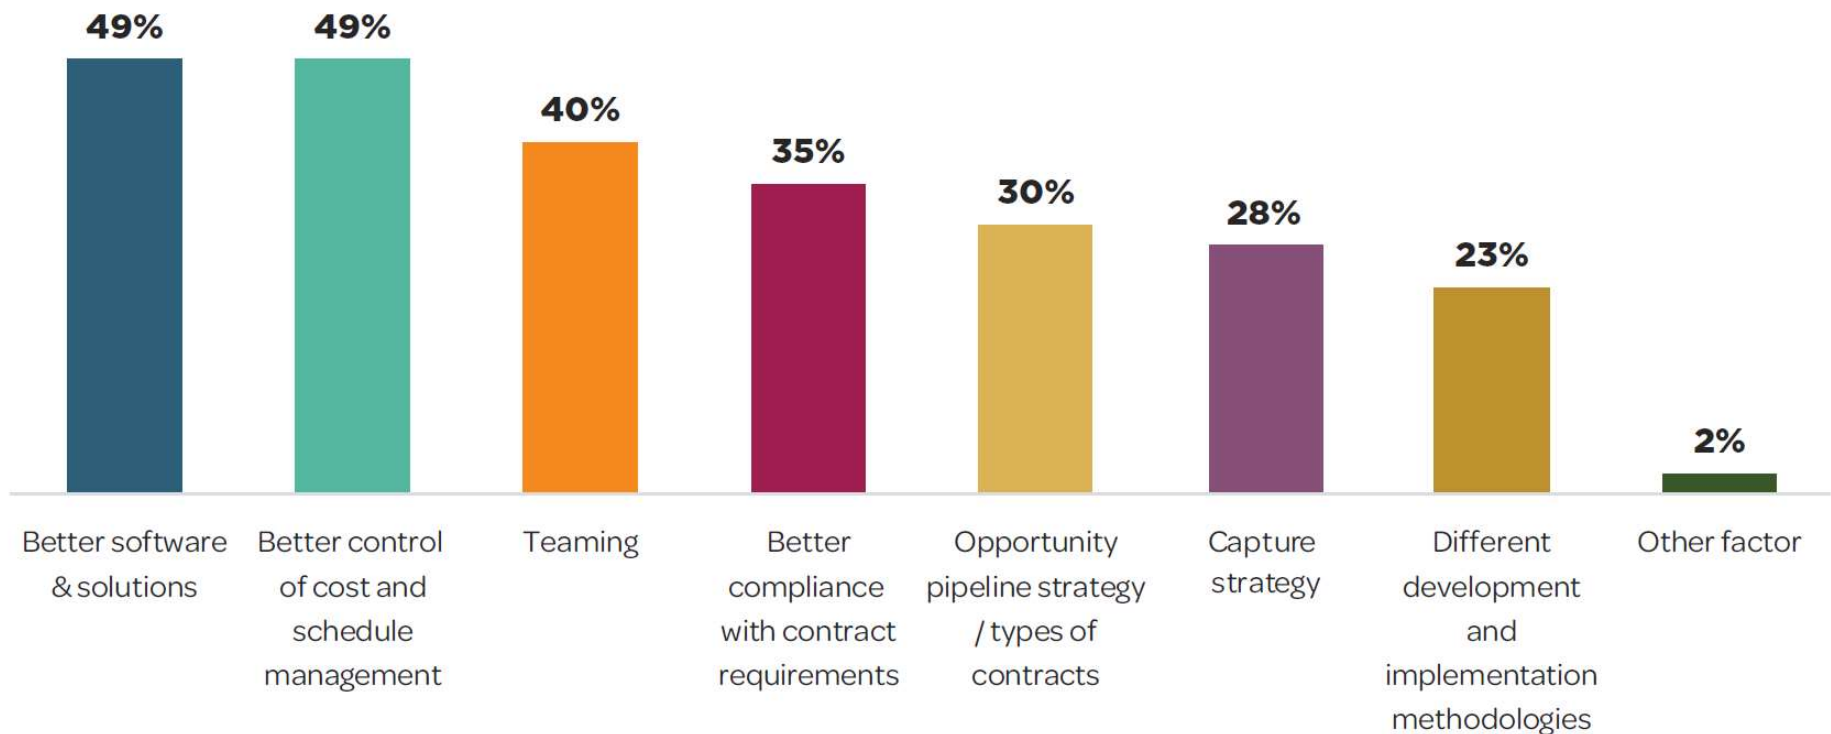 49%
49%
40%
35%
30%
28%
23%
2%
Better software
& solutions
Better control
of cost and
schedule
management
Teaming
Better
compliance
with contract
requirements
Opportunity
pipeline strategy
/ types of
contracts
Capture
strategy
Different
development
and
implementation
methodologies
Other factor